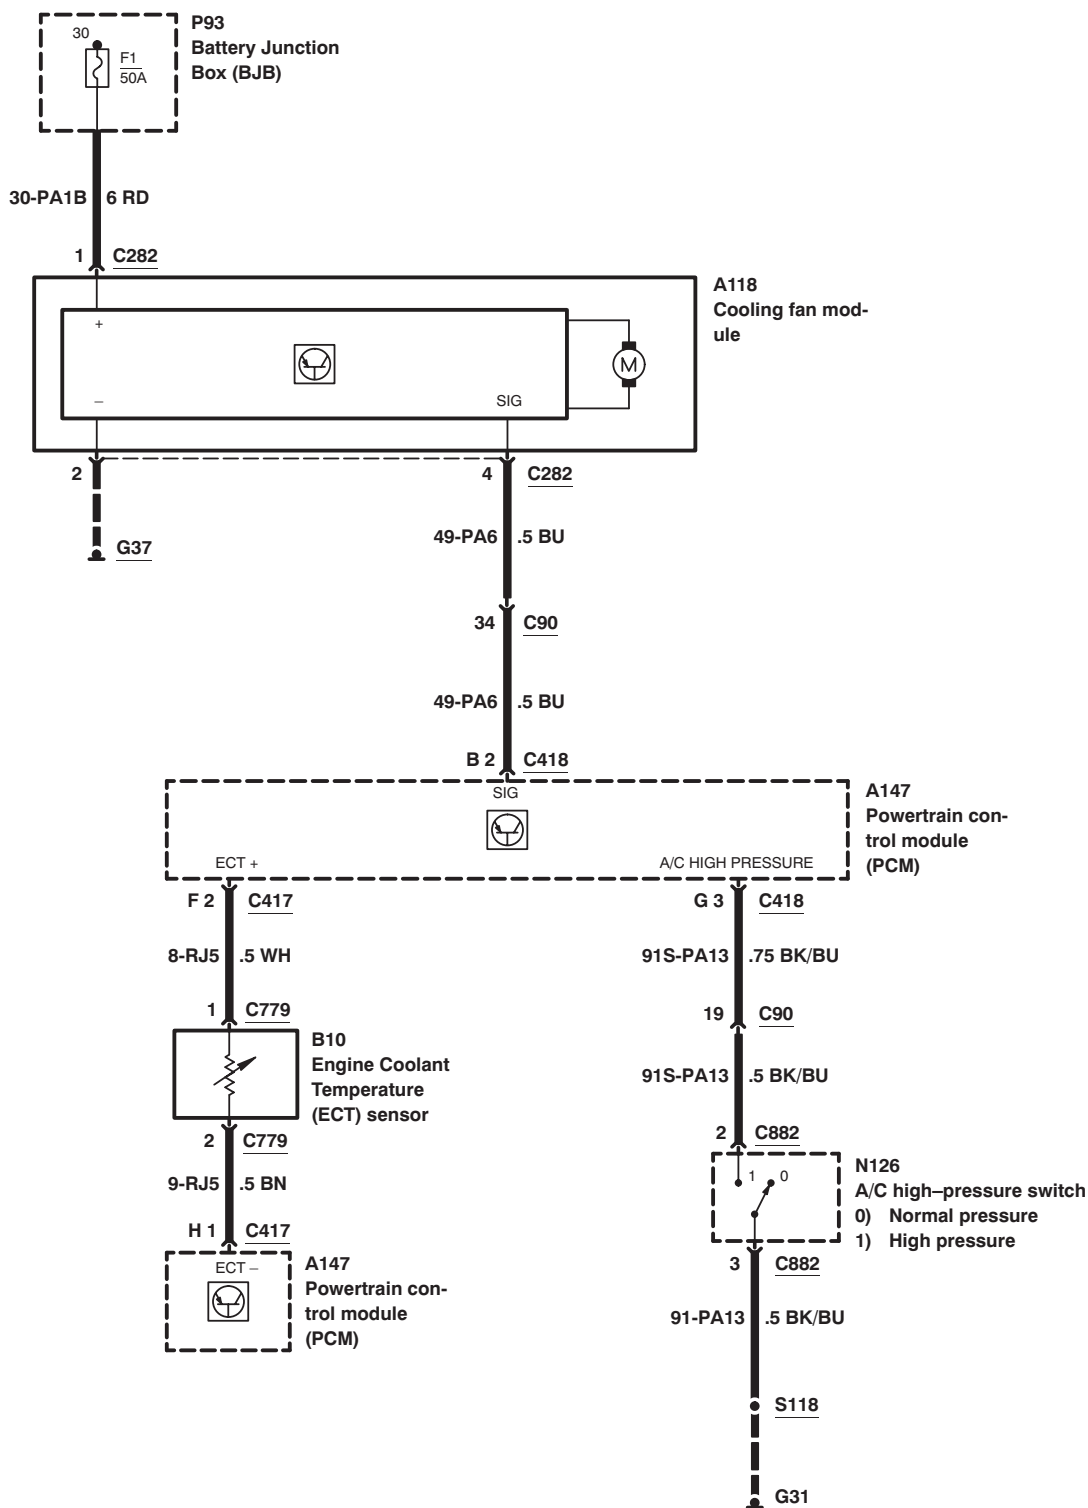 P93
Battery Junction
Box (BJB)
30
F1
50A
30-PA1B 6 RD
1 C282
A118
Cooling fan mod-
ule
+
M
– SIG
2
4 C282
G37
49-PA6 .5 BU
34 C90
49-PA6 .5 BU
B 2 C418
SIG
A147
Powertrain con-
trol module
(PCM)
ECT + A/C HIGH PRESSURE
F 2 C417
G 3 C418
8-RJ5 .5 WH
91S-PA13 .75 BK/BU
1 C779
19 C90
B10
Engine Coolant
Temperature
(ECT) sensor
91S-PA13 .5 BK/BU
2 C779
2 C882
1 0
N126
A/C high–pressure switch
0) Normal pressure
1) High pressure
9-RJ5 .5 BN
H 1 C417
3 C882
ECT –
A147
Powertrain con-
trol module
(PCM)
91-PA13 .5 BK/BU
S118
G31